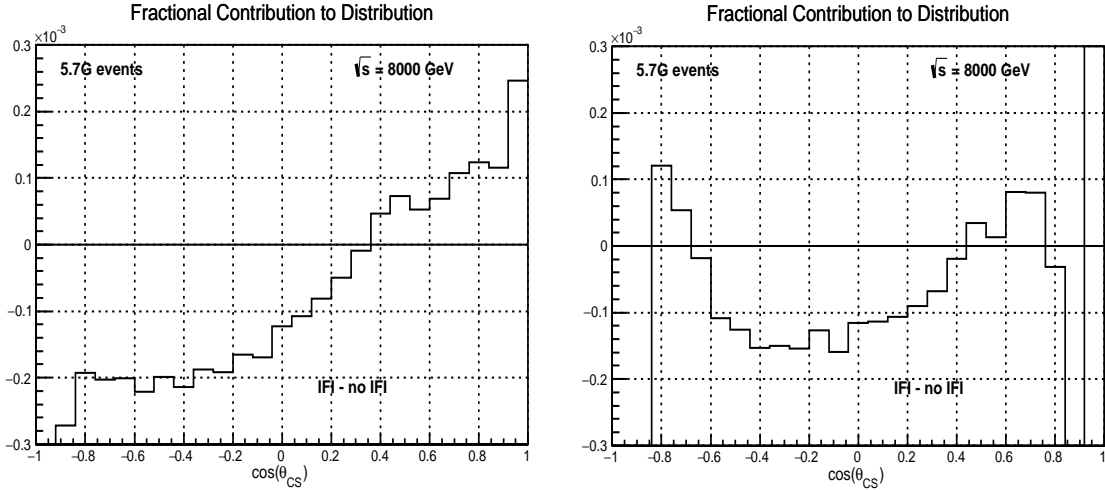 Fractional Contribution to Distribution
×10⁻³
0.3
0.2
0.1
0
−0.1
−0.2
−0.3
5.7G events
√s = 8000 GeV
IFI - no IFI
−1 −0.8 −0.6 −0.4 −0.2 0 0.2 0.4 0.6 0.8 1
cos(θ_CS)
Fractional Contribution to Distribution
×10⁻³
0.3
0.2
0.1
0
−0.1
−0.2
−0.3
5.7G events
√s = 8000 GeV
IFI - no IFI
−1 −0.8 −0.6 −0.4 −0.2 0 0.2 0.4 0.6 0.8 1
cos(θ_CS)